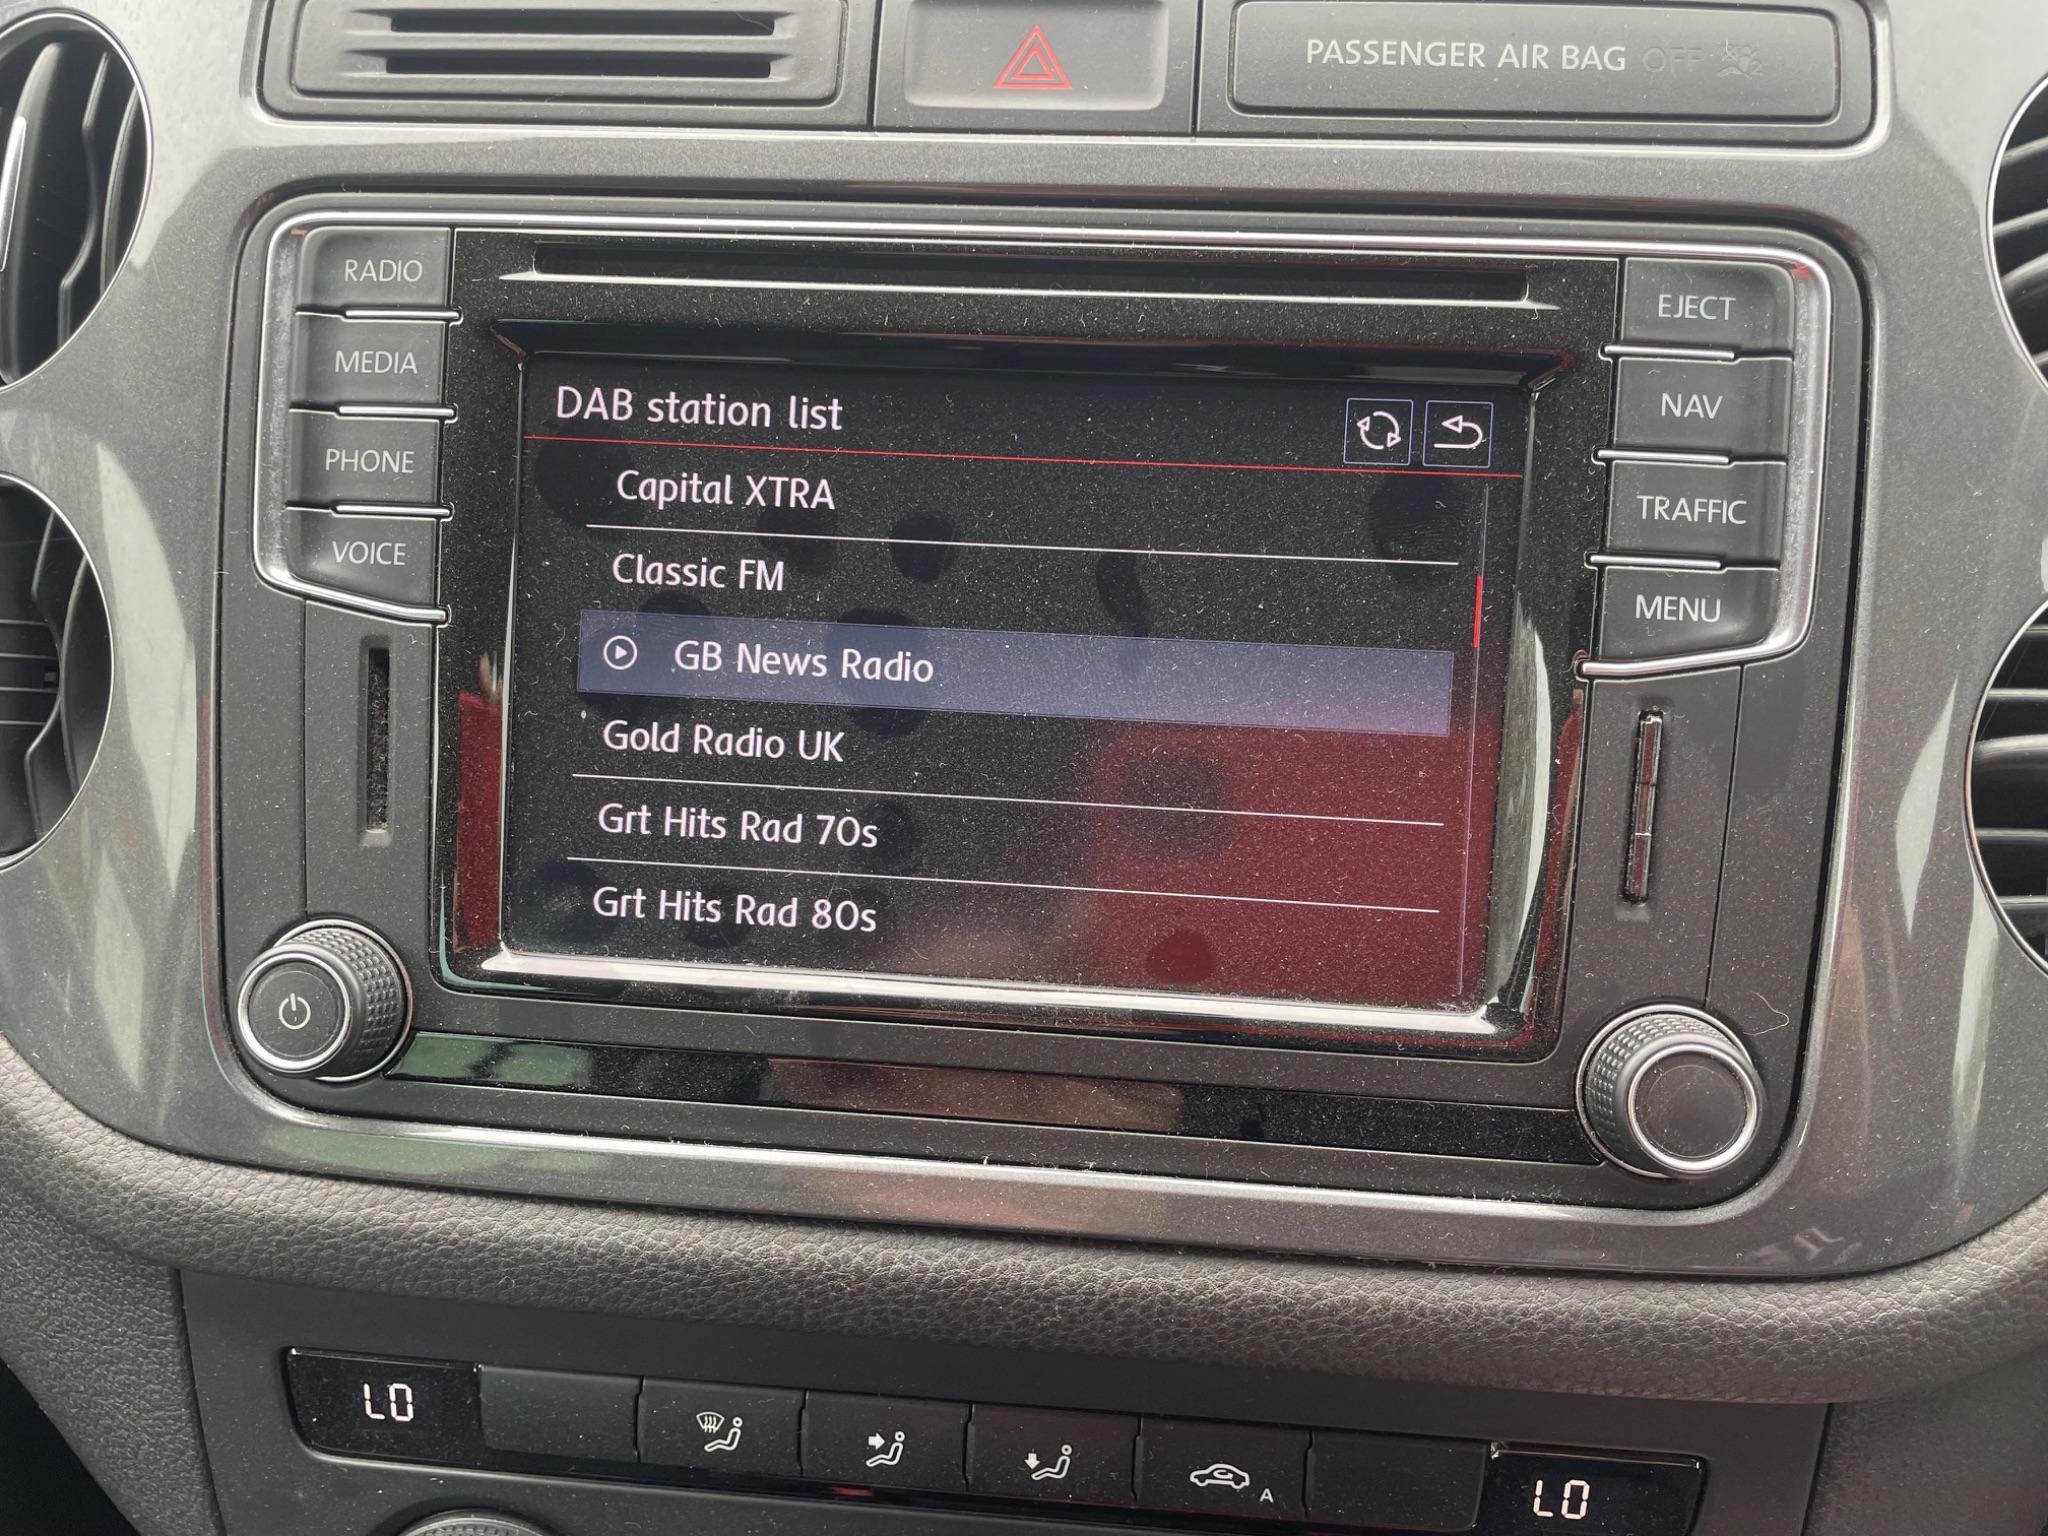 PASSENGER AIR BAG OFF
RADIO
MEDIA
PHONE
VOICE
DAB station list
Capital XTRA
Classic FM
GB News Radio
Gold Radio UK
Grt Hits Rad 70s
Grt Hits Rad 80s
EJECT
NAV
TRAFFIC
MENU
LO
A
LO